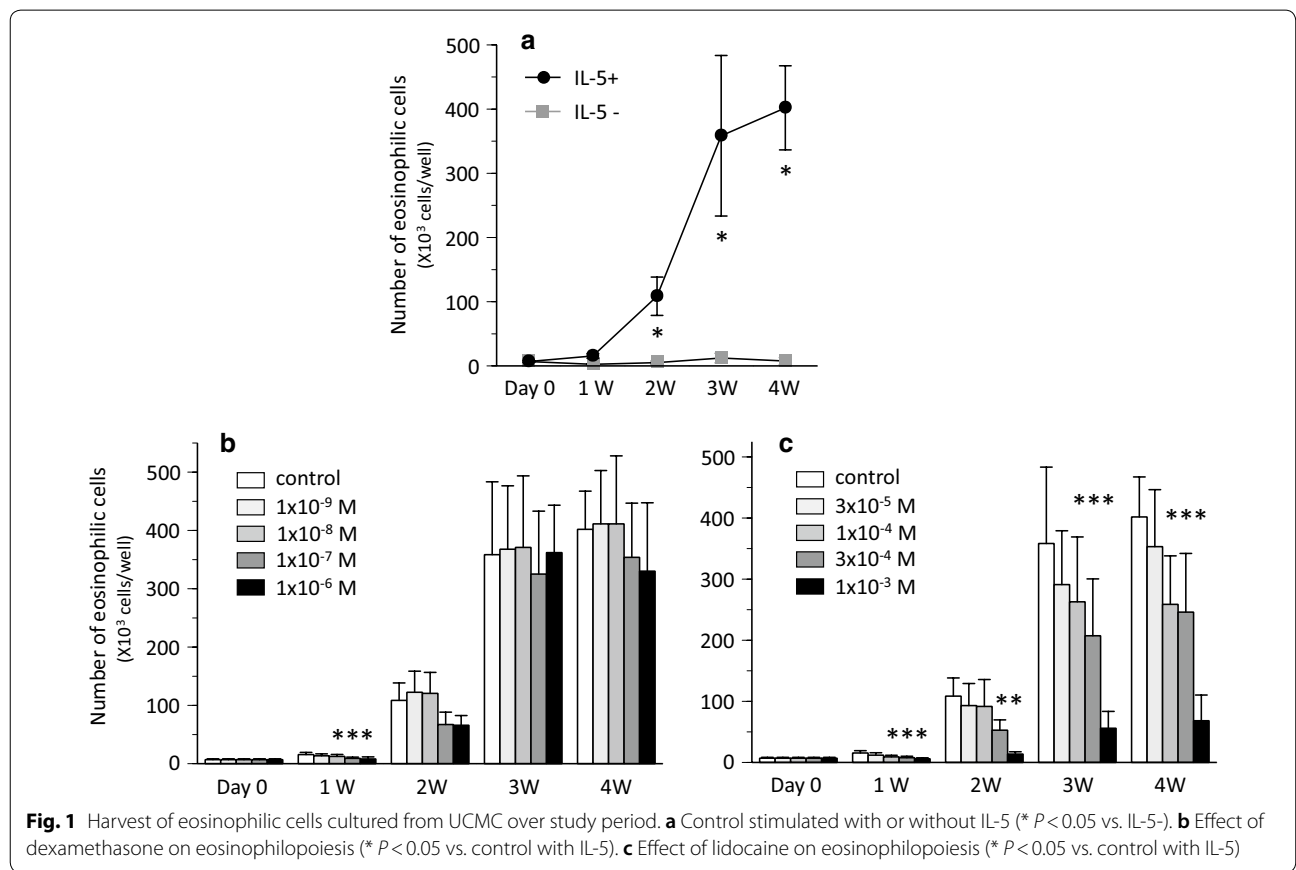 a
Number of eosinophilic cells
(X10³ cells/well)
500
400
300
200
100
0
IL-5+
IL-5 -
*
*
*
Day 0 1 W 2W 3W 4W
b
Number of eosinophilic cells
(X10³ cells/well)
500
400
300
200
100
0
control
1x10⁻⁹ M
1x10⁻⁸ M
1x10⁻⁷ M
1x10⁻⁶ M
***
Day 0 1 W 2W 3W 4W
c
500
400
300
200
100
0
control
3x10⁻⁵ M
1x10⁻⁴ M
3x10⁻⁴ M
1x10⁻³ M
***
**
***
***
Day 0 1 W 2W 3W 4W
Fig. 1 Harvest of eosinophilic cells cultured from UCMC over study period. a Control stimulated with or without IL-5 (* P < 0.05 vs. IL-5-). b Effect of
dexamethasone on eosinophilopoiesis (* P < 0.05 vs. control with IL-5). c Effect of lidocaine on eosinophilopoiesis (* P < 0.05 vs. control with IL-5)